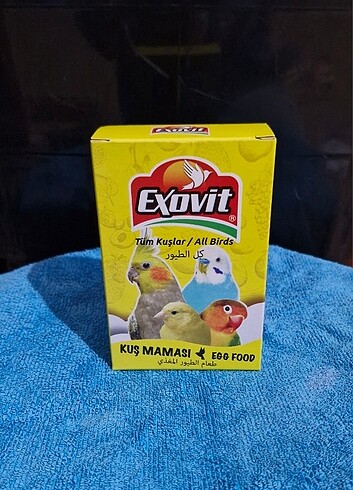 Exovit
Exovit
®
Tüm Kuşlar / All Birds
كل الطيور
KUŞ MAMASI EGG FOOD
طعام الطيور المغذي